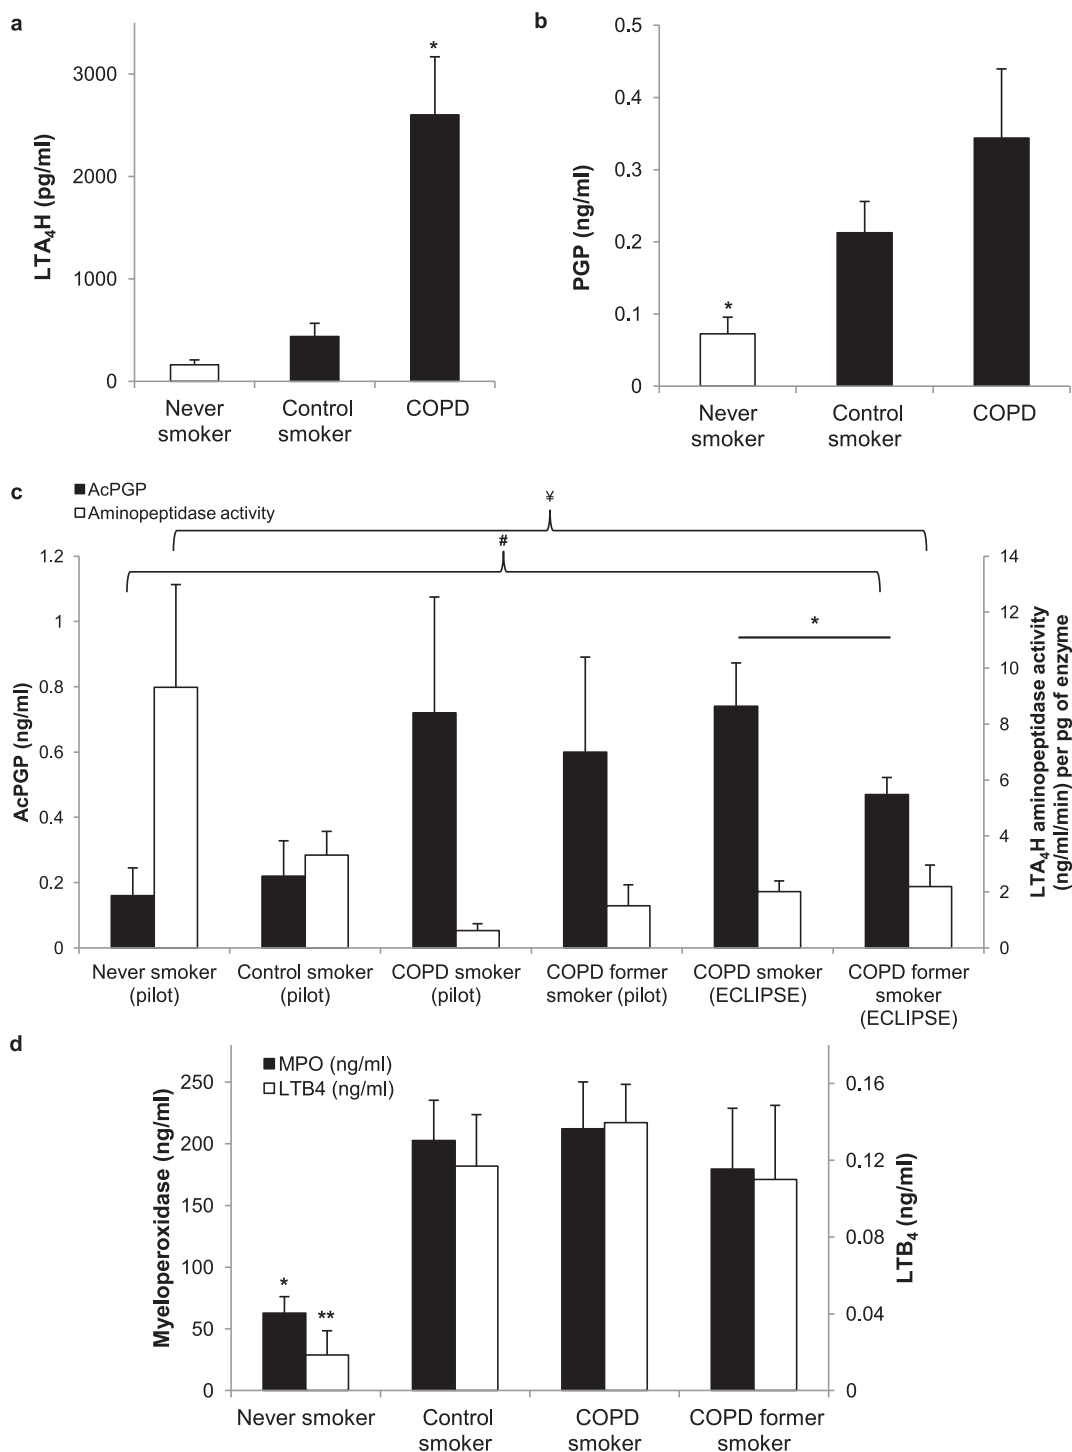 a
LTA₄H (pg/ml)
3000
2000
1000
0
*
Never
smoker
Control
smoker
COPD
b
PGP (ng/ml)
0.5
0.4
0.3
0.2
0.1
0
*
Never
smoker
Control
smoker
COPD
c
AcPGP
Aminopeptidase activity
¥
#
*
AcPGP (ng/ml)
1.2
1
0.8
0.6
0.4
0.2
0
14
12
10
8
6
4
2
0
LTA₄H aminopeptidase activity
(ng/ml/min) per pg of enzyme
Never smoker
(pilot)
Control smoker
(pilot)
COPD smoker
(pilot)
COPD former
smoker (pilot)
COPD smoker
(ECLIPSE)
COPD former
smoker
(ECLIPSE)
d
MPO (ng/ml)
LTB4 (ng/ml)
Myeloperoxidase (ng/ml)
250
200
150
100
50
0
*
**
0.16
0.12
0.08
0.04
0
LTB₄ (ng/ml)
Never smoker
Control
smoker
COPD
smoker
COPD former
smoker